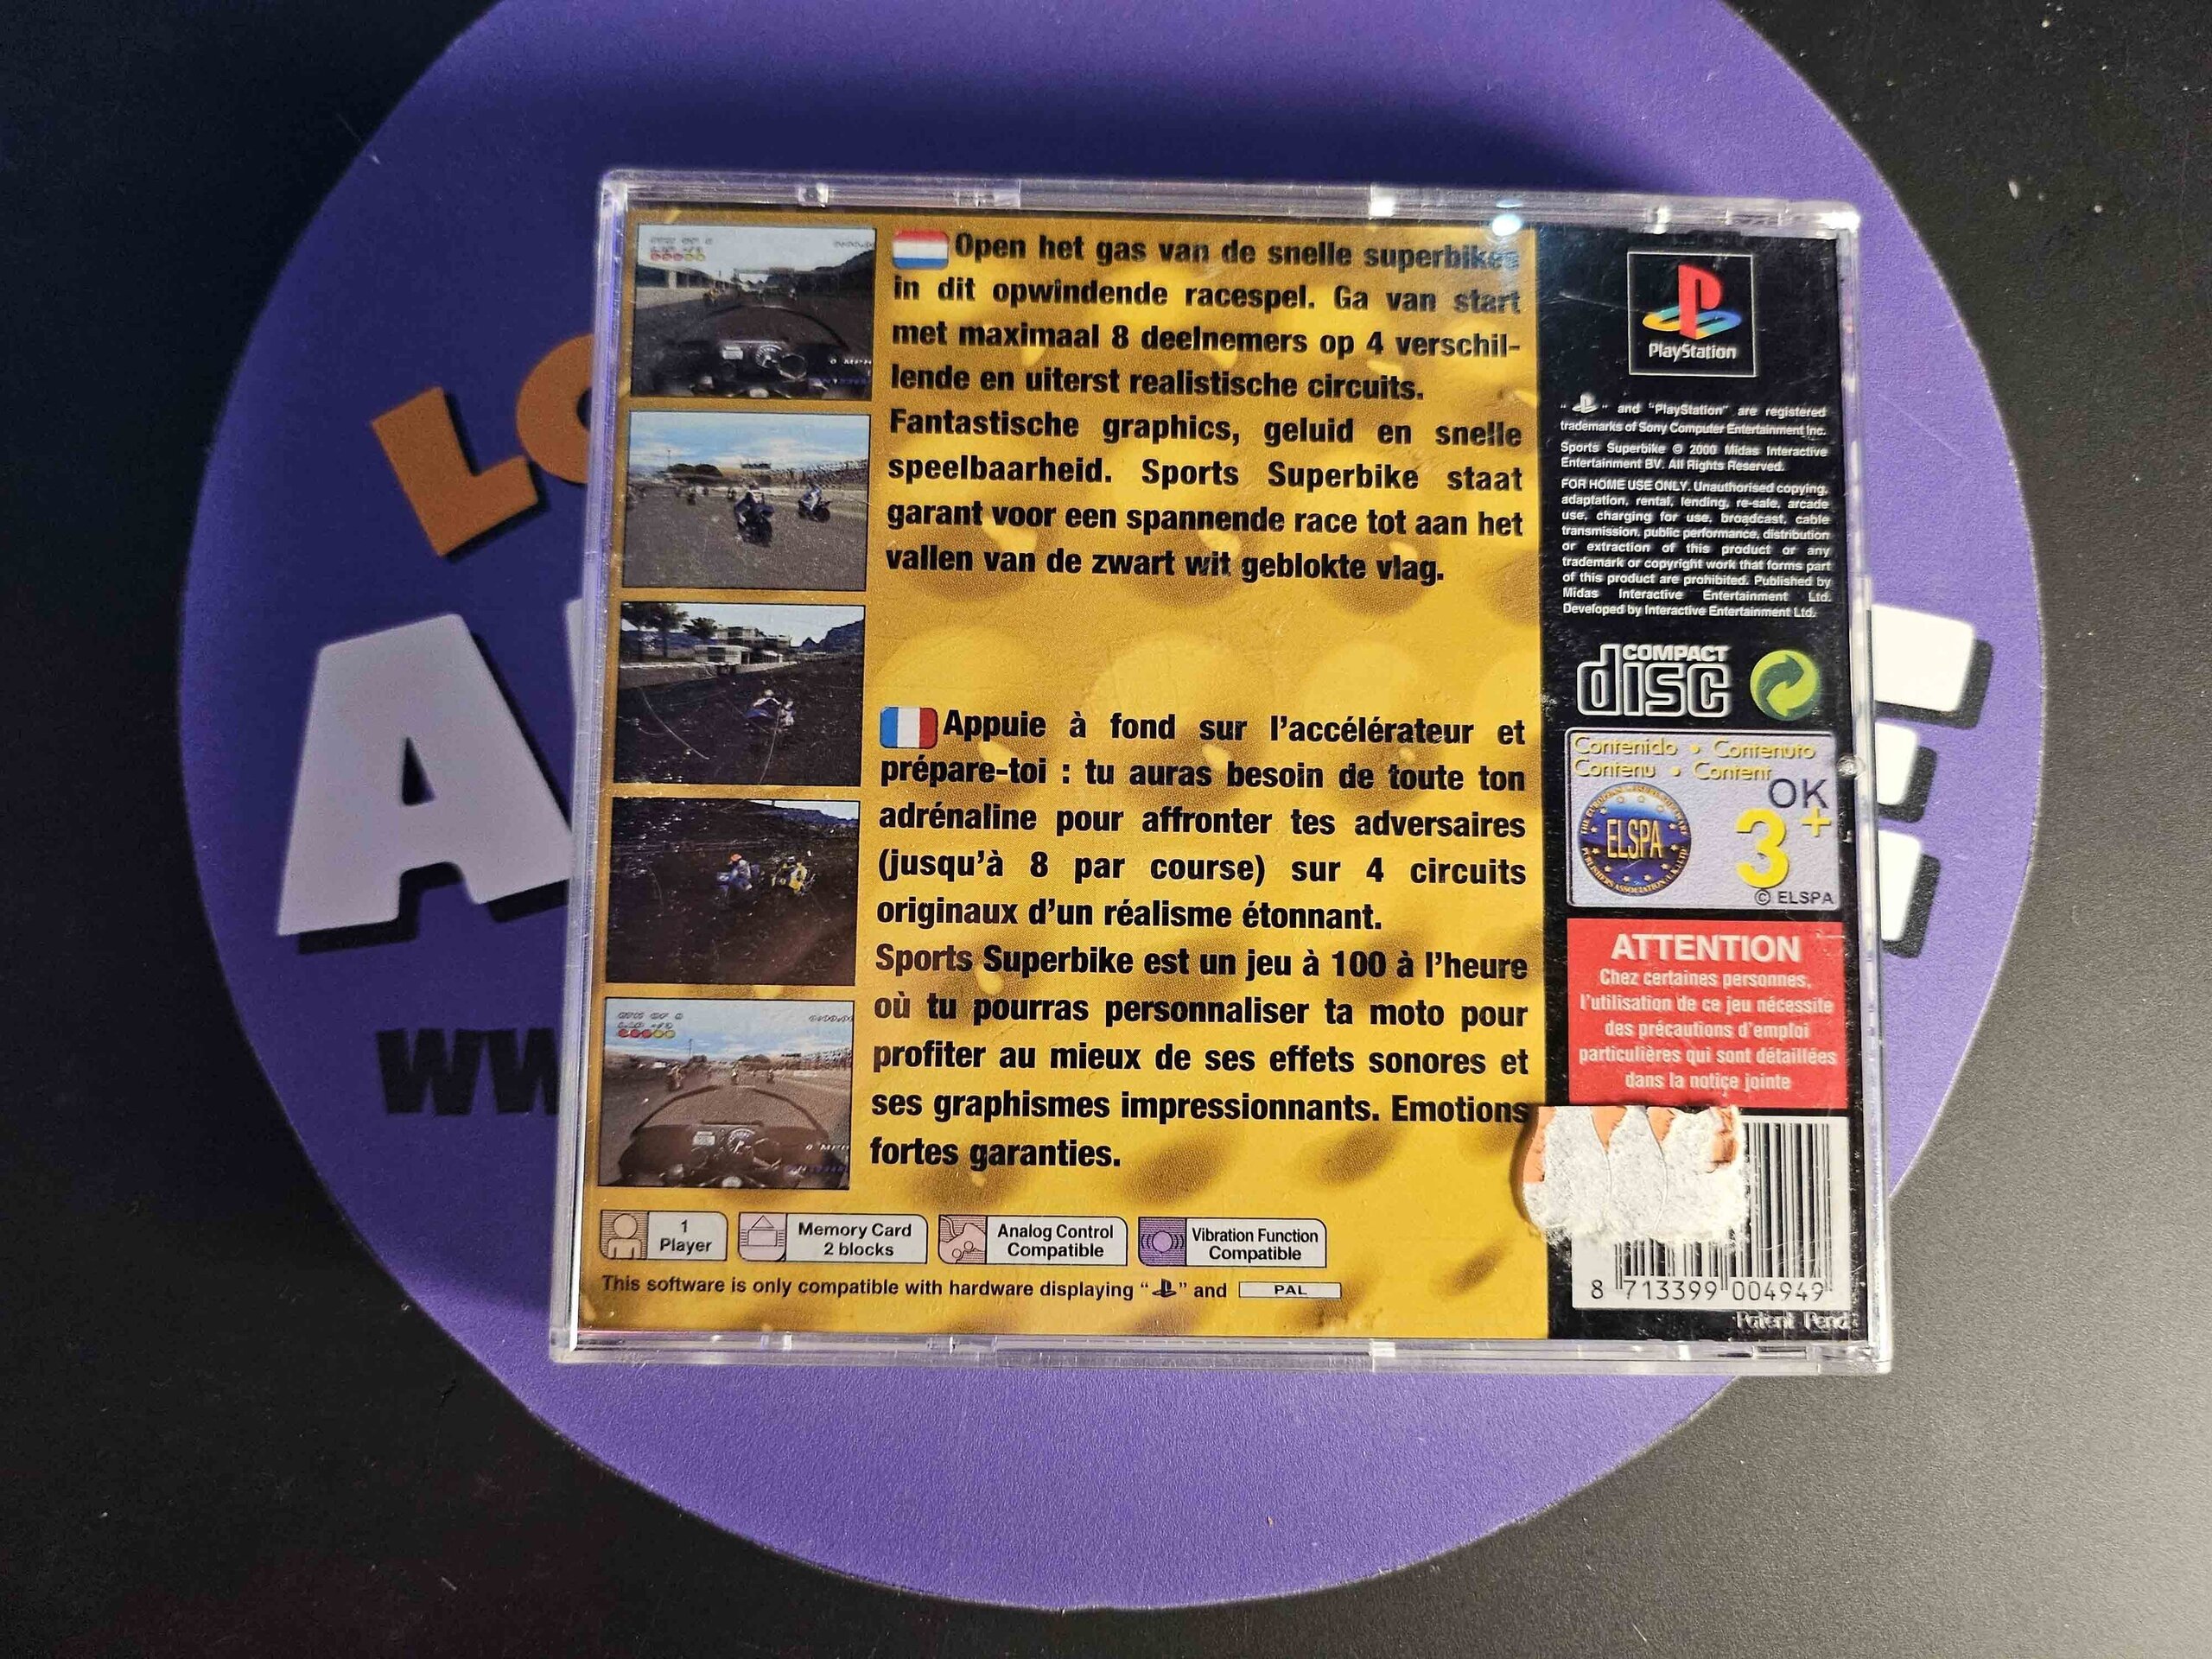 Open het gas van de snelle superbikes
in dit opwindende racespel. Ga van start
met maximaal 8 deelnemers op 4 verschil-
lende en uiterst realistische circuits.
Fantastische graphics, geluid en snelle
speelbaarheid. Sports Superbike staat
garant voor een spannende race tot aan het
vallen van de zwart wit geblokte vlag.
Appuie à fond sur l'accélérateur et
prépare-toi : tu auras besoin de toute ton
adrénaline pour affronter tes adversaires
(jusqu'à 8 par course) sur 4 circuits
originaux d'un réalisme étonnant.
Sports Superbike est un jeu à 100 à l'heure
où tu pourras personnaliser ta moto pour
profiter au mieux de ses effets sonores et
ses graphismes impressionnants. Emotions
fortes garanties.
1
Player
Memory Card
2 blocks
Analog Control
Compatible
Vibration Function
Compatible
This software is only compatible with hardware displaying " " and PAL
PlayStation
" " and "PlayStation" are registered
trademarks of Sony Computer Entertainment Inc.
Sports Superbike © 2000 Midas Interactive
Entertainment BV. All Rights Reserved.
FOR HOME USE ONLY. Unauthorised copying,
adaptation, rental, lending, re-sale, arcade
use, charging for use, broadcast, cable
transmission, public performance, distribution
or extraction of this product or any
trademark or copyright work that forms part
of this product are prohibited. Published by
Midas Interactive Entertainment Ltd.
Developed by Interactive Entertainment Ltd.
COMPACT
disc
Contenido • Contenuto
Contenu • Content
OK
ELSPA
3+
© ELSPA
ATTENTION
Chez certaines personnes,
l'utilisation de ce jeu nécessite
des précautions d'emploi
particulières qui sont détaillées
dans la notice jointe
8 713399 004949
Patent Pend